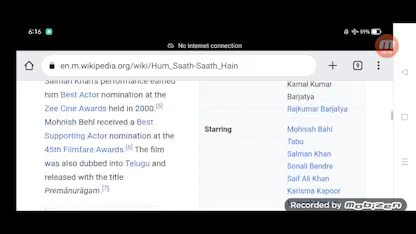 6:16
59%
No internet connection
en.m.wikipedia.org/wiki/Hum_Saath-Saath_Hain
9
Salman Khan's performance earned
him Best Actor nomination at the
Zee Cine Awards held in 2000.[5]
Mohnish Behl received a Best
Supporting Actor nomination at the
45th Filmfare Awards.[6] The film
was also dubbed into Telugu and
released with the title
Premānurāgam.[7]
Kamal Kumar
Barjatya
Rajkumar Barjatya
Starring
Mohnish Bahl
Tabu
Salman Khan
Sonali Bendre
Saif Ali Khan
Karisma Kapoor
Recorded by Mobizen